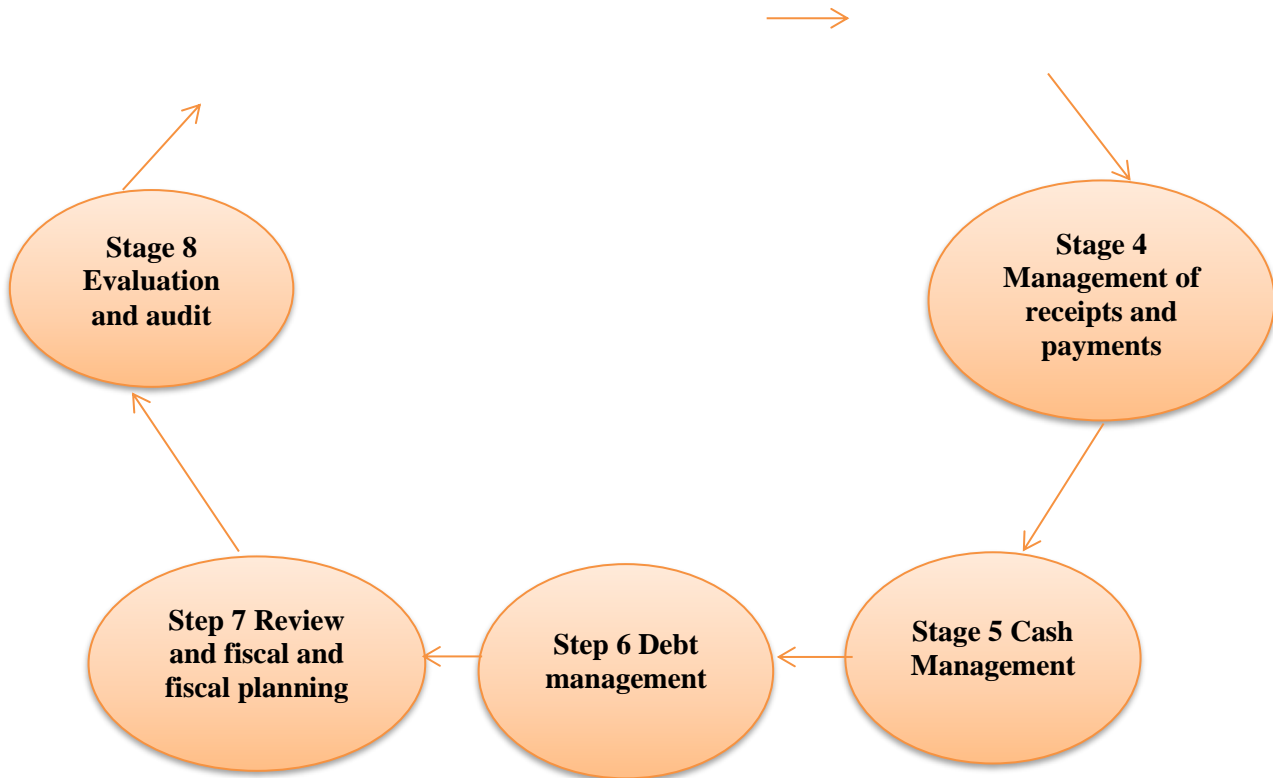 Stage 8
Evaluation
and audit
Stage 4
Management of
receipts and
payments
Step 7 Review
and fiscal and
fiscal planning
Step 6 Debt
management
Stage 5 Cash
Management